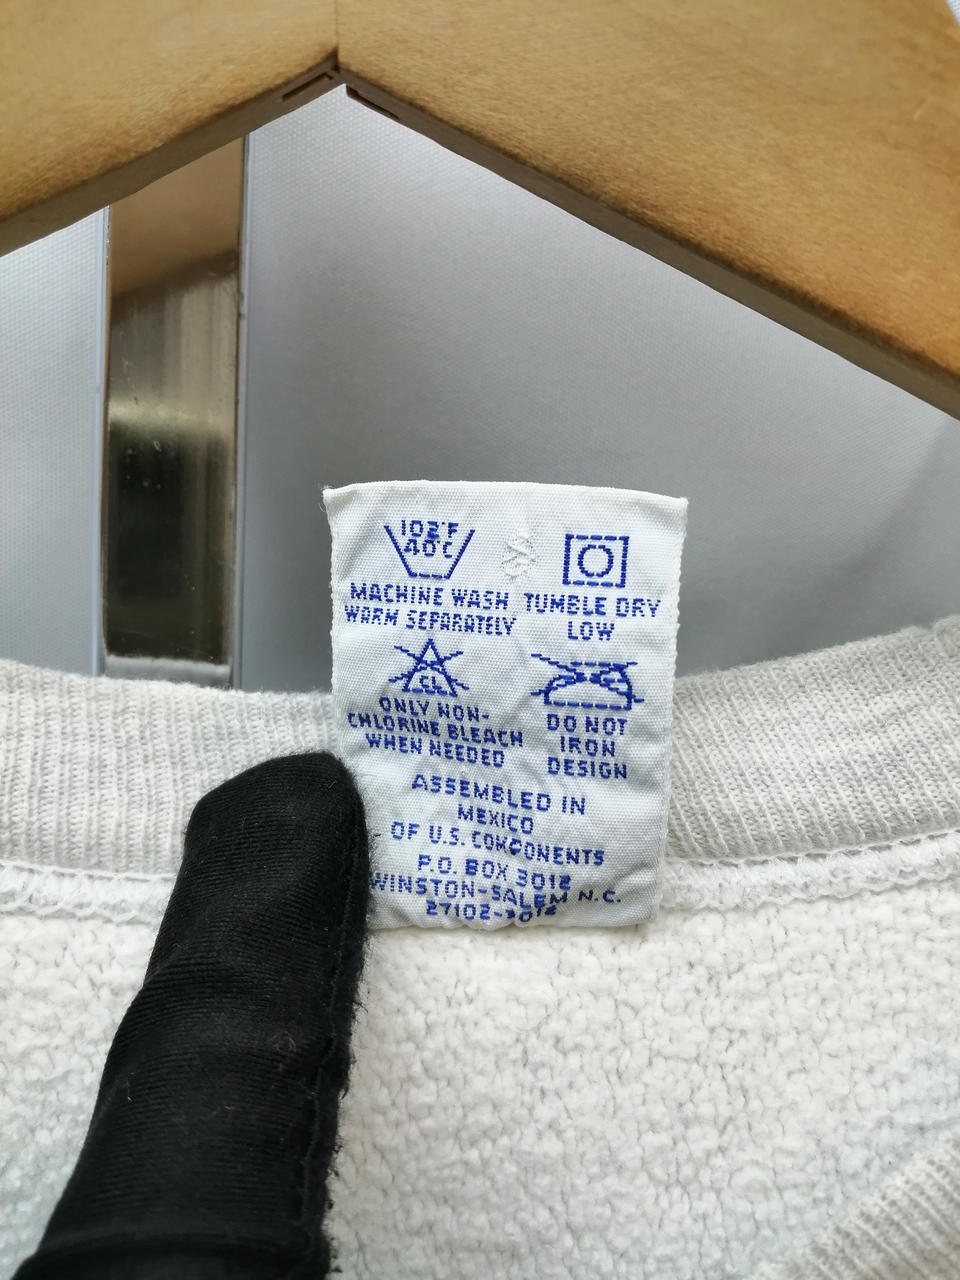 102°F
40°C
MACHINE WASH
WARM SEPARATELY
TUMBLE DRY
LOW
CL
ONLY NON-
CHLORINE BLEACH
WHEN NEEDED
DO NOT
IRON
DESIGN
ASSEMBLED IN
MEXICO
OF U.S. COMPONENTS
P.O. BOX 3012
WINSTON-SALEM N.C.
27102-3012